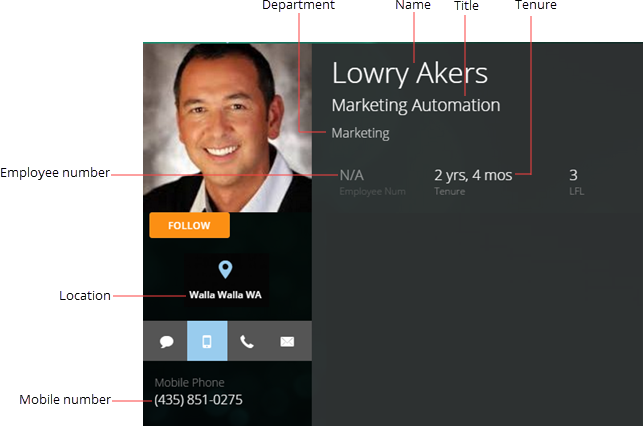 Department Name Title Tenure
Lowry Akers
Marketing Automation
Marketing
Employee number
N/A 2 yrs, 4 mos 3
Employee Num Tenure LFL
FOLLOW
Location
Walla Walla WA
Mobile Phone
Mobile number
(435) 851-0275